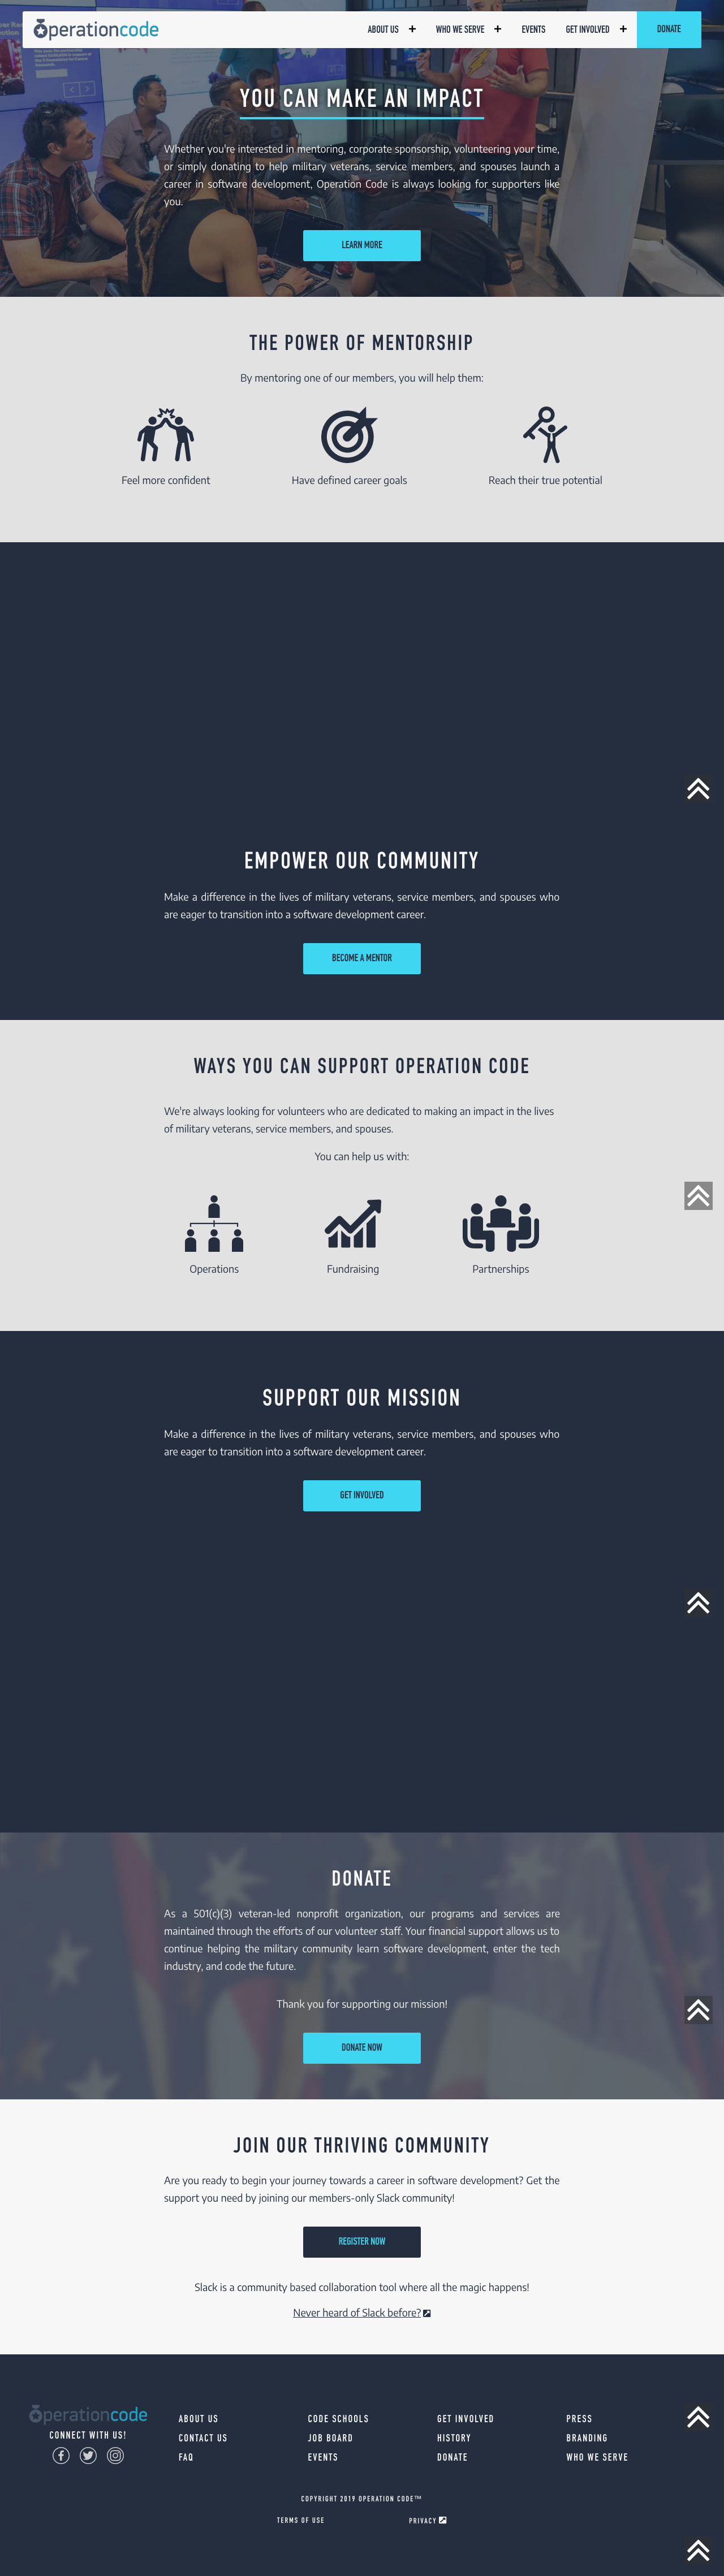 operationcode
ABOUT US + WHO WE SERVE + EVENTS GET INVOLVED + DONATE
YOU CAN MAKE AN IMPACT
Whether you're interested in mentoring, corporate sponsorship, volunteering your time,
or simply donating to help military veterans, service members, and spouses launch a
career in software development, Operation Code is always looking for supporters like
you.
LEARN MORE
THE POWER OF MENTORSHIP
By mentoring one of our members, you will help them:
Feel more confident
Have defined career goals
Reach their true potential
EMPOWER OUR COMMUNITY
Make a difference in the lives of military veterans, service members, and spouses who
are eager to transition into a software development career.
BECOME A MENTOR
WAYS YOU CAN SUPPORT OPERATION CODE
We're always looking for volunteers who are dedicated to making an impact in the lives
of military veterans, service members, and spouses.
You can help us with:
Operations
Fundraising
Partnerships
SUPPORT OUR MISSION
Make a difference in the lives of military veterans, service members, and spouses who
are eager to transition into a software development career.
GET INVOLVED
DONATE
As a 501(c)(3) veteran-led nonprofit organization, our programs and services are
maintained through the efforts of our volunteer staff. Your financial support allows us to
continue helping the military community learn software development, enter the tech
industry, and code the future.
Thank you for supporting our mission!
DONATE NOW
JOIN OUR THRIVING COMMUNITY
Are you ready to begin your journey towards a career in software development? Get the
support you need by joining our members-only Slack community!
REGISTER NOW
Slack is a community based collaboration tool where all the magic happens!
Never heard of Slack before?
operationcode
CONNECT WITH US!
ABOUT US
CONTACT US
FAQ
CODE SCHOOLS
JOB BOARD
EVENTS
GET INVOLVED
HISTORY
DONATE
PRESS
BRANDING
WHO WE SERVE
COPYRIGHT 2019 OPERATION CODE™
TERMS OF USE
PRIVACY